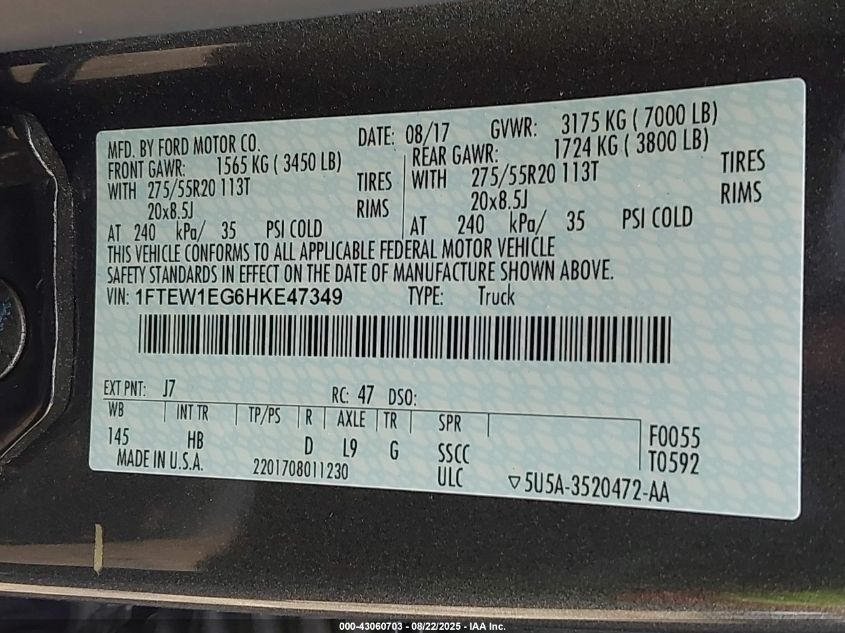 MFD. BY FORD MOTOR CO. DATE: 08/17 GVWR: 3175 KG ( 7000 LB)
FRONT GAWR: 1565 KG ( 3450 LB) REAR GAWR: 1724 KG ( 3800 LB)
WITH 275/55R20 113T TIRES WITH 275/55R20 113T TIRES
20x8.5J RIMS 20x8.5J RIMS
AT 240 kPa/ 35 PSI COLD AT 240 kPa/ 35 PSI COLD
THIS VEHICLE CONFORMS TO ALL APPLICABLE FEDERAL MOTOR VEHICLE
SAFETY STANDARDS IN EFFECT ON THE DATE OF MANUFACTURE SHOWN ABOVE.
VIN: 1FTEW1EG6HKE47349 TYPE: Truck
EXT PNT: J7 RC: 47 DSO:
WB INT TR TP/PS R AXLE TR SPR
145 HB D L9 G SSCC F0055
MADE IN U.S.A. 2201708011230 ULC T0592
▽5U5A-3520472-AA
000-43060703 - 08/22/2025 - IAA Inc.